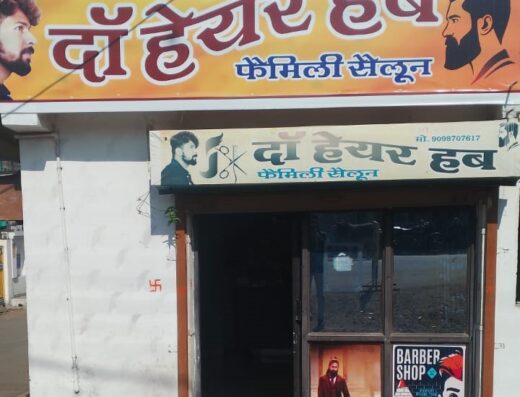 दॉ हेयर हब
फैमिली सैलून
मो. 9098707617
दॉ हेयर हब
फैमिली सैलून
BARBER
SHOP